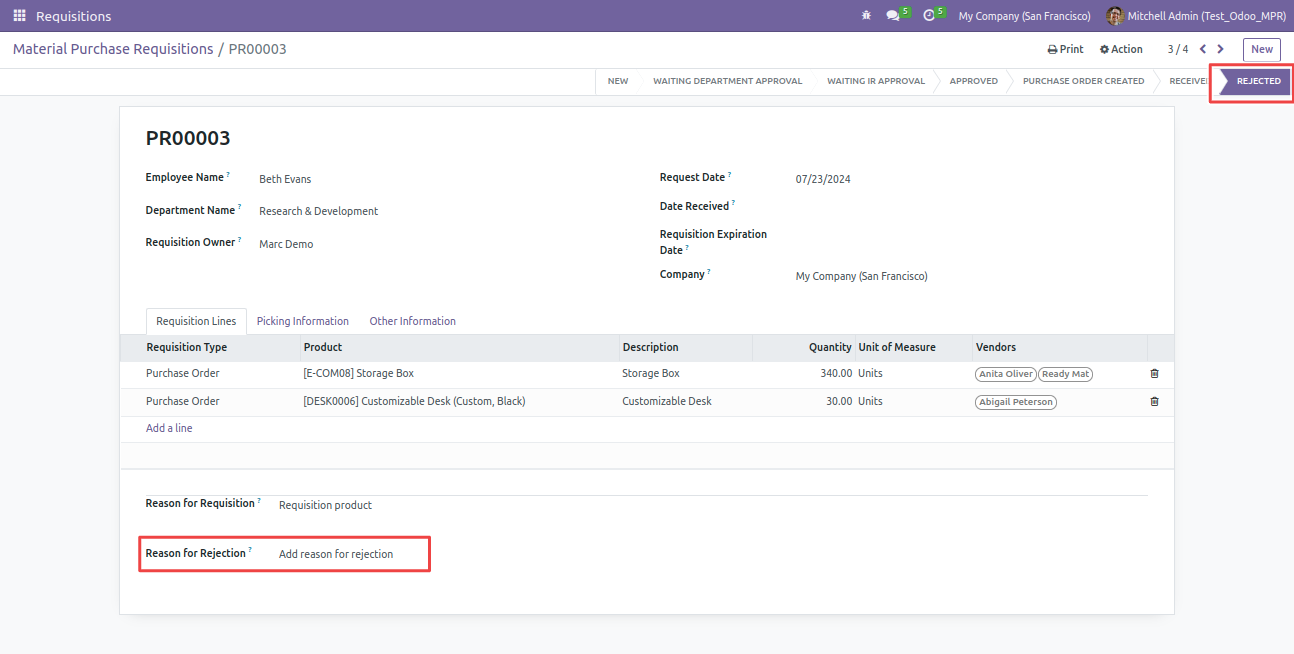 Requisitions 5 5 My Company (San Francisco) Mitchell Admin (Test_Odoo_MPR)
Material Purchase Requisitions / PR00003 Print Action 3 / 4 New
NEW WAITING DEPARTMENT APPROVAL WAITING IR APPROVAL APPROVED PURCHASE ORDER CREATED RECEIVE REJECTED
PR00003
Employee Name ? Beth Evans
Department Name ? Research & Development
Requisition Owner ? Marc Demo
Request Date ? 07/23/2024
Date Received ?
Requisition Expiration
Date ?
Company ? My Company (San Francisco)
Requisition Lines Picking Information Other Information
Requisition Type Product Description Quantity Unit of Measure Vendors
Purchase Order [E-COM08] Storage Box Storage Box 340.00 Units Anita Oliver Ready Mat
Purchase Order [DESK0006] Customizable Desk (Custom, Black) Customizable Desk 30.00 Units Abigail Peterson
Add a line
Reason for Requisition ? Requisition product
Reason for Rejection ? Add reason for rejection